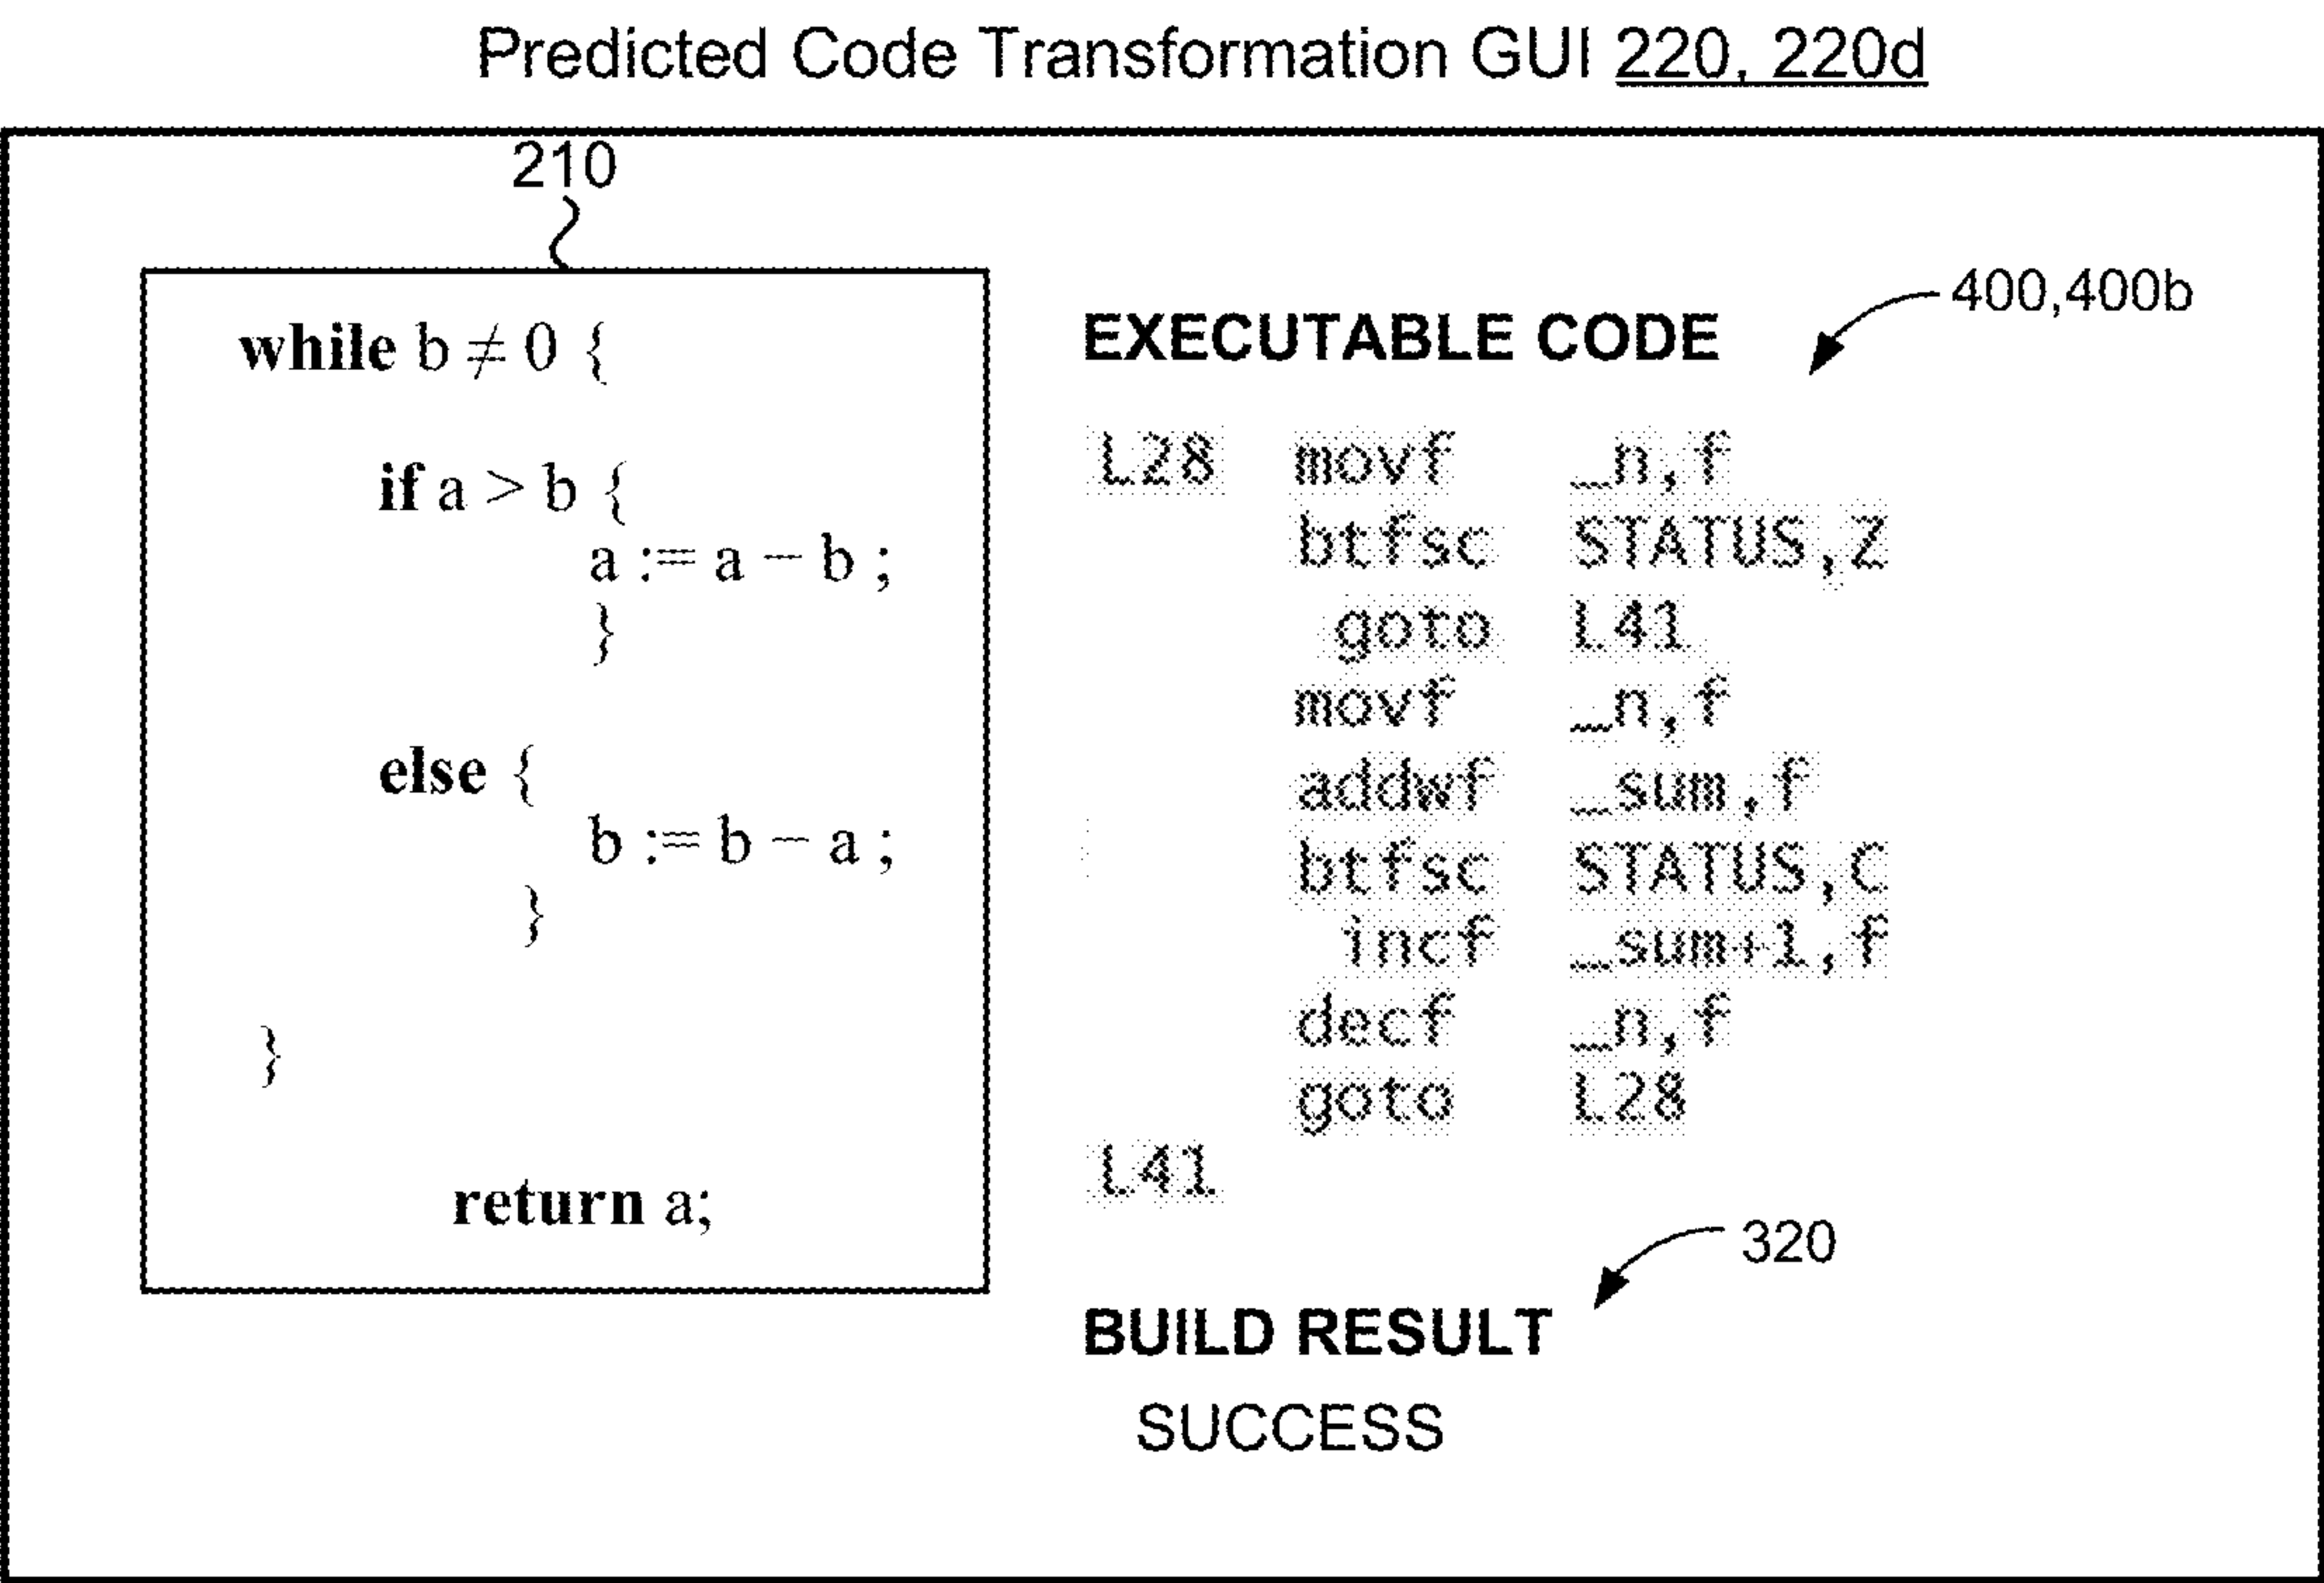 Predicted Code Transformation GUI 220, 220d
210
while b ≠ 0 {
if a > b {
a := a − b ;
}
else {
b := b − a ;
}
}
return a;
400,400b
EXECUTABLE CODE
L28 movf _n,f
btfsc STATUS,Z
goto L41
movf _n,f
addwf _sum,f
btfsc STATUS,C
incf _sum+1,f
decf _n,f
goto L28
L41
320
BUILD RESULT
SUCCESS